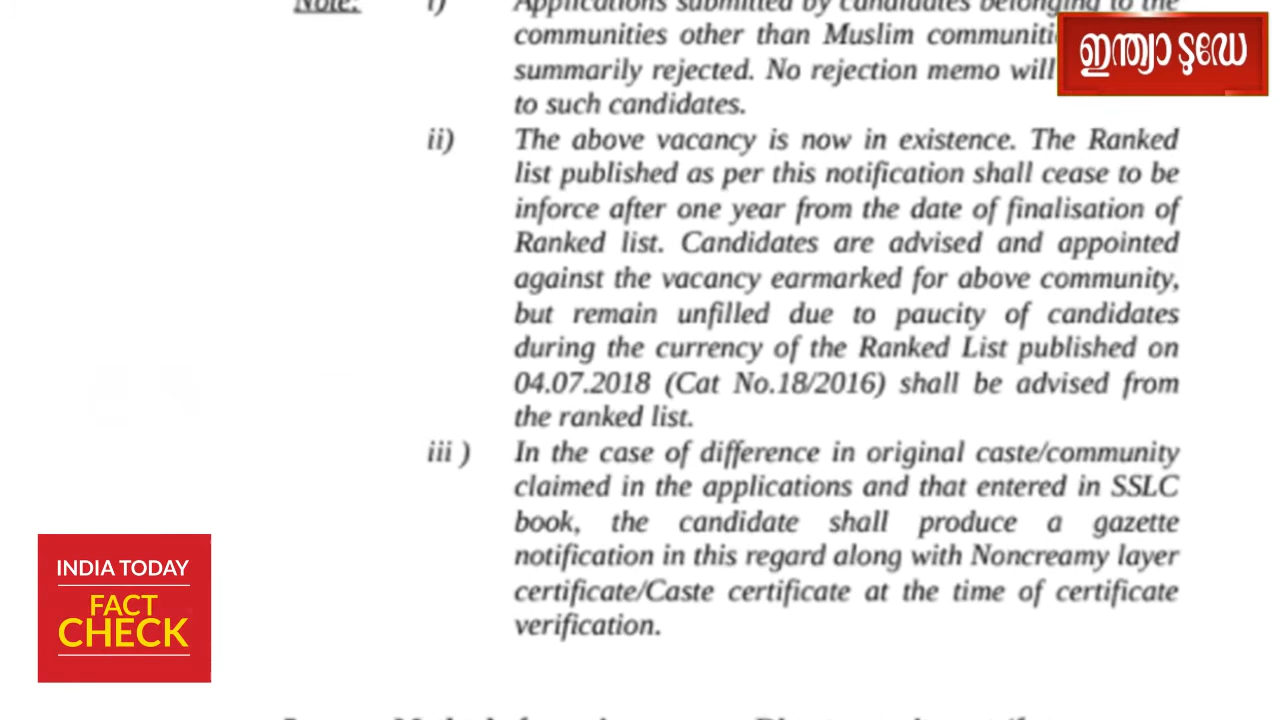 Note: i) Applications submitted by candidates belonging to the
communities other than Muslim
summarily rejected. No rejection memo will
to such candidates.
ii) The above vacancy is now in existence. The Ranked
list published as per this notification shall cease to be
inforce after one year from the date of finalisation of
Ranked list. Candidates are advised and appointed
against the vacancy earmarked for above community,
but remain unfilled due to paucity of candidates
during the currency of the Ranked List published on
04.07.2018 (Cat No.18/2016) shall be advised from
the ranked list.
iii ) In the case of difference in original caste/community
claimed in the applications and that entered in SSLC
book, the candidate shall produce a gazette
notification in this regard along with Noncreamy layer
certificate/Caste certificate at the time of certificate
verification.
ഇന്ത്യാ ടുഡേ
INDIA TODAY
FACT
CHECK